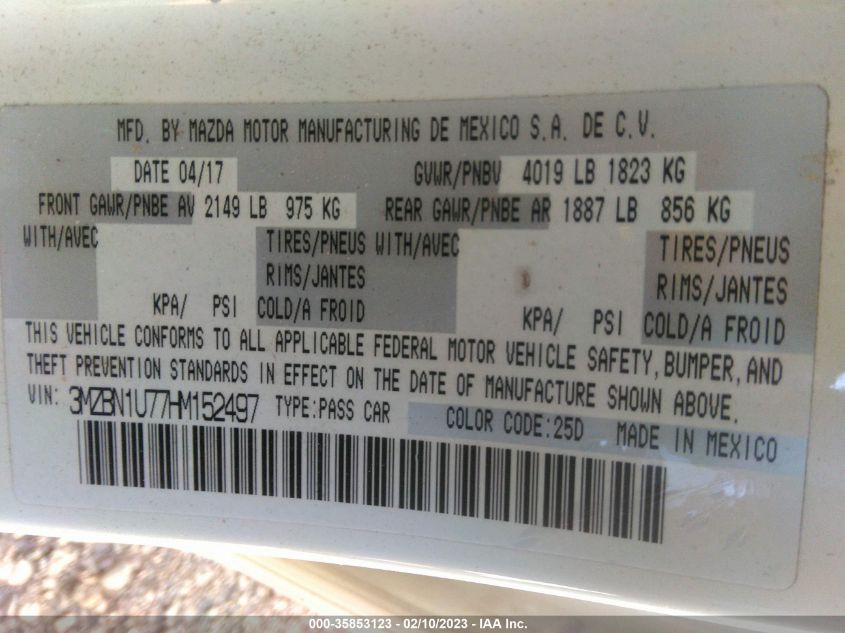 MFD. BY MAZDA MOTOR MANUFACTURING DE MEXICO S.A. DE C.V.
DATE 04/17 GVWR/PNBV 4019 LB 1823 KG
FRONT GAWR/PNBE AV 2149 LB 975 KG REAR GAWR/PNBE AR 1887 LB 856 KG
WITH/AVEC TIRES/PNEUS WITH/AVEC TIRES/PNEUS
RIMS/JANTES RIMS/JANTES
KPA/ PSI COLD/A FROID KPA/ PSI COLD/A FROID
THIS VEHICLE CONFORMS TO ALL APPLICABLE FEDERAL MOTOR VEHICLE SAFETY, BUMPER, AND
THEFT PREVENTION STANDARDS IN EFFECT ON THE DATE OF MANUFACTURE SHOWN ABOVE.
VIN: 3MZBN1U77HM152497 TYPE:PASS CAR COLOR CODE:25D MADE IN MEXICO
000-35853123 - 02/10/2023 - IAA Inc.